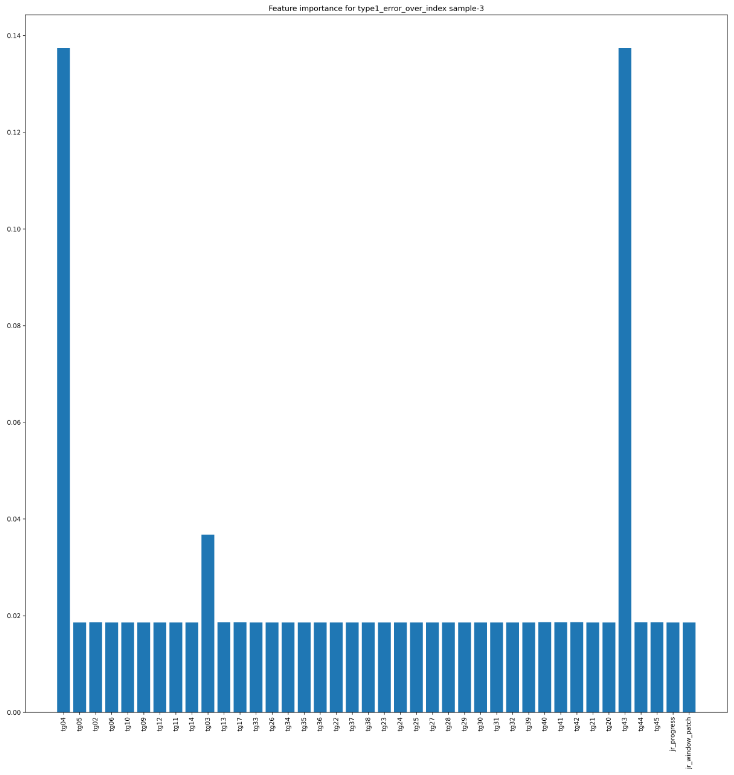 Feature importance for type1_error_over_index sample-3
0.14
0.12
0.10
0.08
0.06
0.04
0.02
0.00
tg04
tg05
tg02
tg06
tg10
tg09
tg12
tg11
tg14
tg03
tg13
tg17
tg33
tg26
tg34
tg35
tg36
tg22
tg37
tg38
tg23
tg24
tg25
tg27
tg28
tg29
tg30
tg31
tg32
tg39
tg40
tg41
tg42
tg21
tg20
tg43
tg44
tg45
jr_progress
jr_window_patch